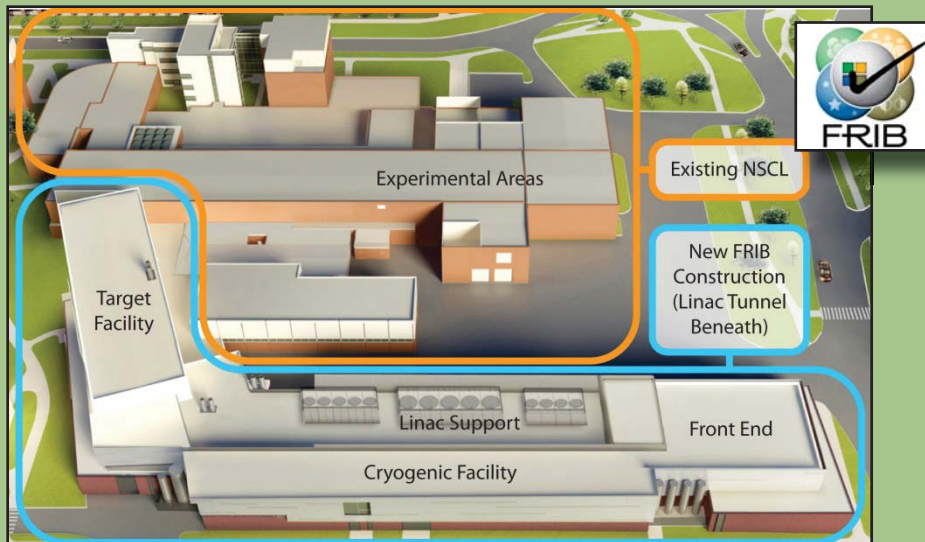 FRIB
Experimental Areas
Existing NSCL
New FRIB
Construction
(Linac Tunnel
Beneath)
Target
Facility
Linac Support
Front End
Cryogenic Facility